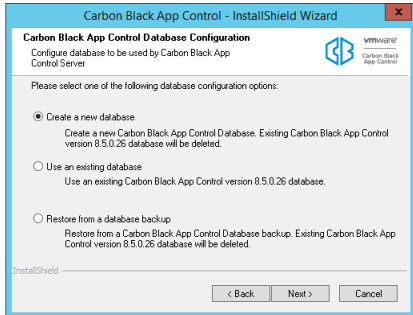 Carbon Black App Control - InstallShield Wizard
x
Carbon Black App Control Database Configuration
Configure database to be used by Carbon Black App
Control Server
vmware
Carbon Black
App Control
Please select one of the following database configuration options:
Create a new database
Create a new Carbon Black App Control Database. Existing Carbon Black App Control
version 8.5.0.26 database will be deleted.
Use an existing database
Use an existing Carbon Black App Control version 8.5.0.26 database.
Restore from a database backup
Restore from a Carbon Black App Control Database backup. Existing Carbon Black App
Control version 8.5.0.26 database will be deleted.
InstallShield
< Back Next > Cancel